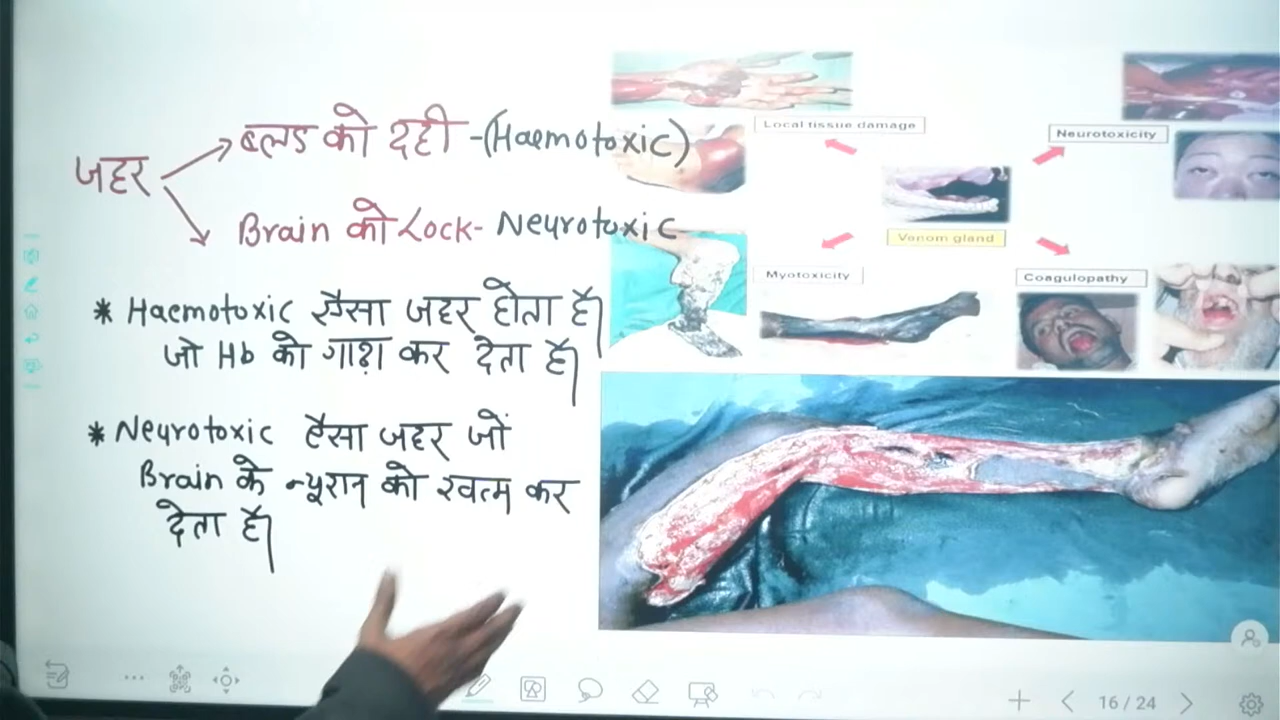 जहर
ब्लड को दही -(Haemotoxic)
Brain को Lock- Neurotoxic
* Haemotoxic ऐसा जहर होता है।
जो Hb को गाढ़ा कर देता है।
* Neurotoxic ऐसा जहर जो
Brain के न्यूरान को खत्म कर
देता है।
Local tissue damage
Neurotoxicity
Venom gland
Myotoxicity
Coagulopathy
16 / 24